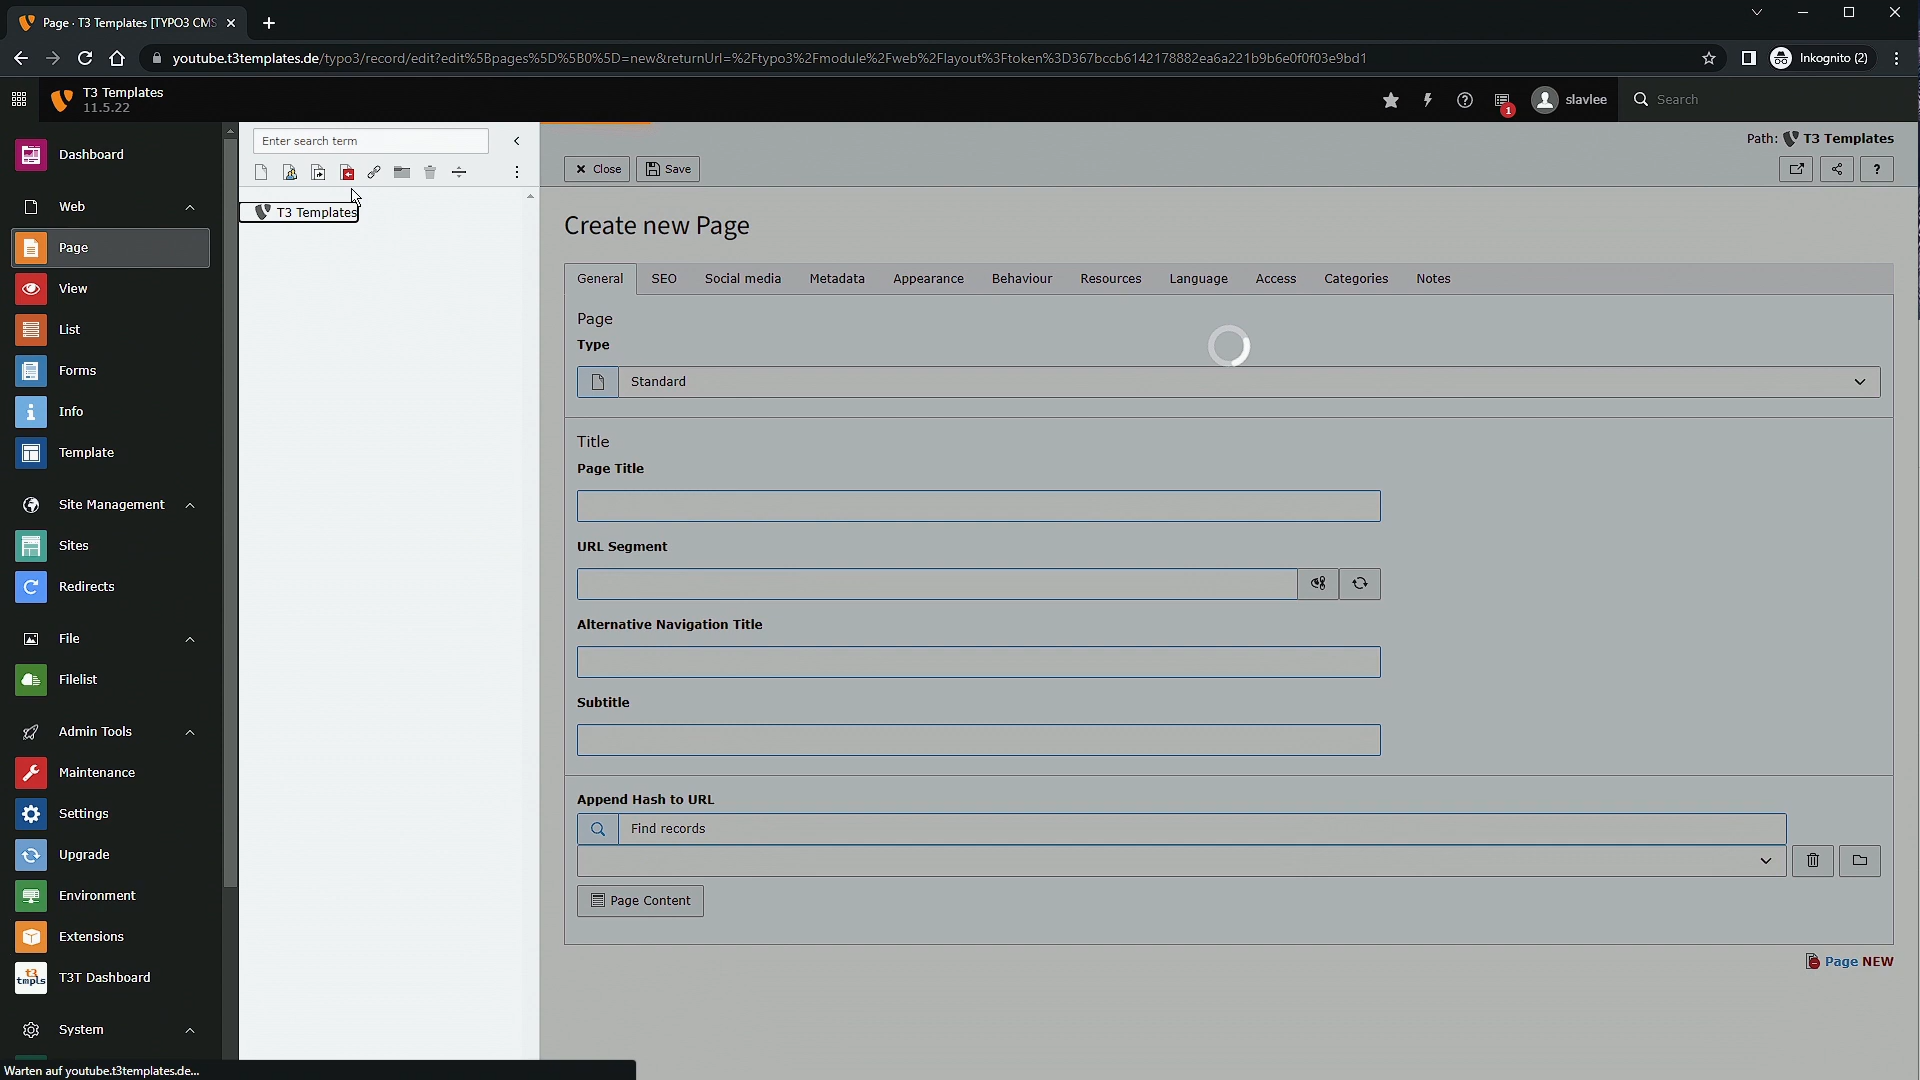 Page · T3 Templates [TYPO3 CMS
youtube.t3templates.de/typo3/record/edit?edit%5Bpages%5D%5B0%5D=new&returnUrl=%2Ftypo3%2Fmodule%2Fweb%2Flayout%3Ftoken%3D367bccb6142178882ea6a221b9b6e0f0f03e9bd1
Inkognito (2)
T3 Templates
11.5.22
1
slavlee
Search
Dashboard
Web
Page
View
List
Forms
Info
Template
Site Management
Sites
Redirects
File
Filelist
Admin Tools
Maintenance
Settings
Upgrade
Environment
Extensions
t3 tmpls
T3T Dashboard
System
Enter search term
T3 Templates
Path: T3 Templates
Close
Save
?
Create new Page
General
SEO
Social media
Metadata
Appearance
Behaviour
Resources
Language
Access
Categories
Notes
Page
Type
Standard
Title
Page Title
URL Segment
Alternative Navigation Title
Subtitle
Append Hash to URL
Find records
Page Content
Page NEW
Warten auf youtube.t3templates.de...